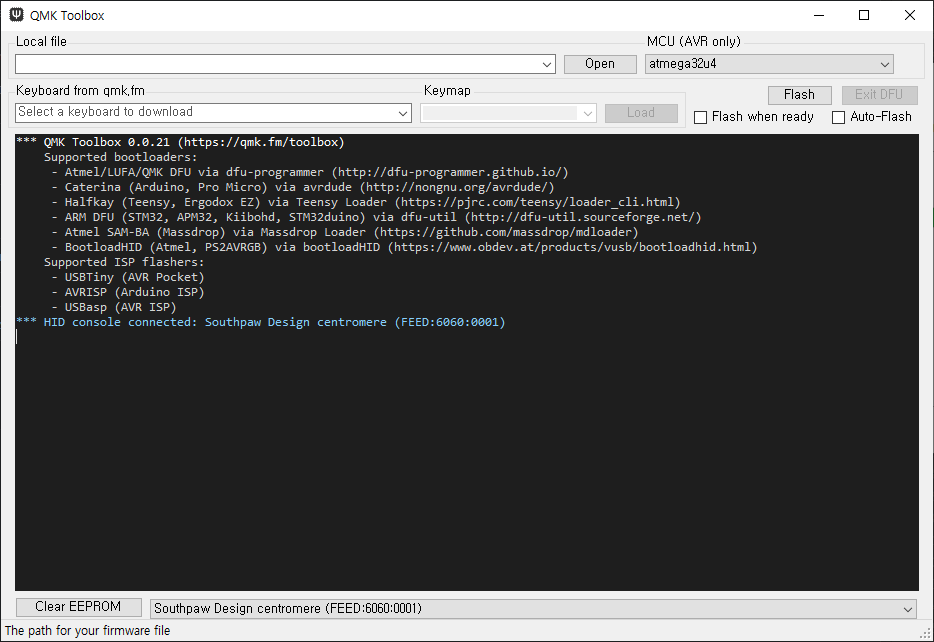 QMK Toolbox
Local file
MCU (AVR only)
Open
atmega32u4
Keyboard from qmk.fm
Keymap
Flash
Exit DFU
Select a keyboard to download
Load
Flash when ready
Auto-Flash
*** QMK Toolbox 0.0.21 (https://qmk.fm/toolbox)
Supported bootloaders:
- Atmel/LUFA/QMK DFU via dfu-programmer (http://dfu-programmer.github.io/)
- Caterina (Arduino, Pro Micro) via avrdude (http://nongnu.org/avrdude/)
- Halfkay (Teensy, Ergodox EZ) via Teensy Loader (https://pjrc.com/teensy/loader_cli.html)
- ARM DFU (STM32, APM32, Kiibohd, STM32duino) via dfu-util (http://dfu-util.sourceforge.net/)
- Atmel SAM-BA (Massdrop) via Massdrop Loader (https://github.com/massdrop/mdloader)
- BootloadHID (Atmel, PS2AVRGB) via bootloadHID (https://www.obdev.at/products/vusb/bootloadhid.html)
Supported ISP flashers:
- USBTiny (AVR Pocket)
- AVRISP (Arduino ISP)
- USBasp (AVR ISP)
*** HID console connected: Southpaw Design centromere (FEED:6060:0001)
Clear EEPROM
Southpaw Design centromere (FEED:6060:0001)
The path for your firmware file